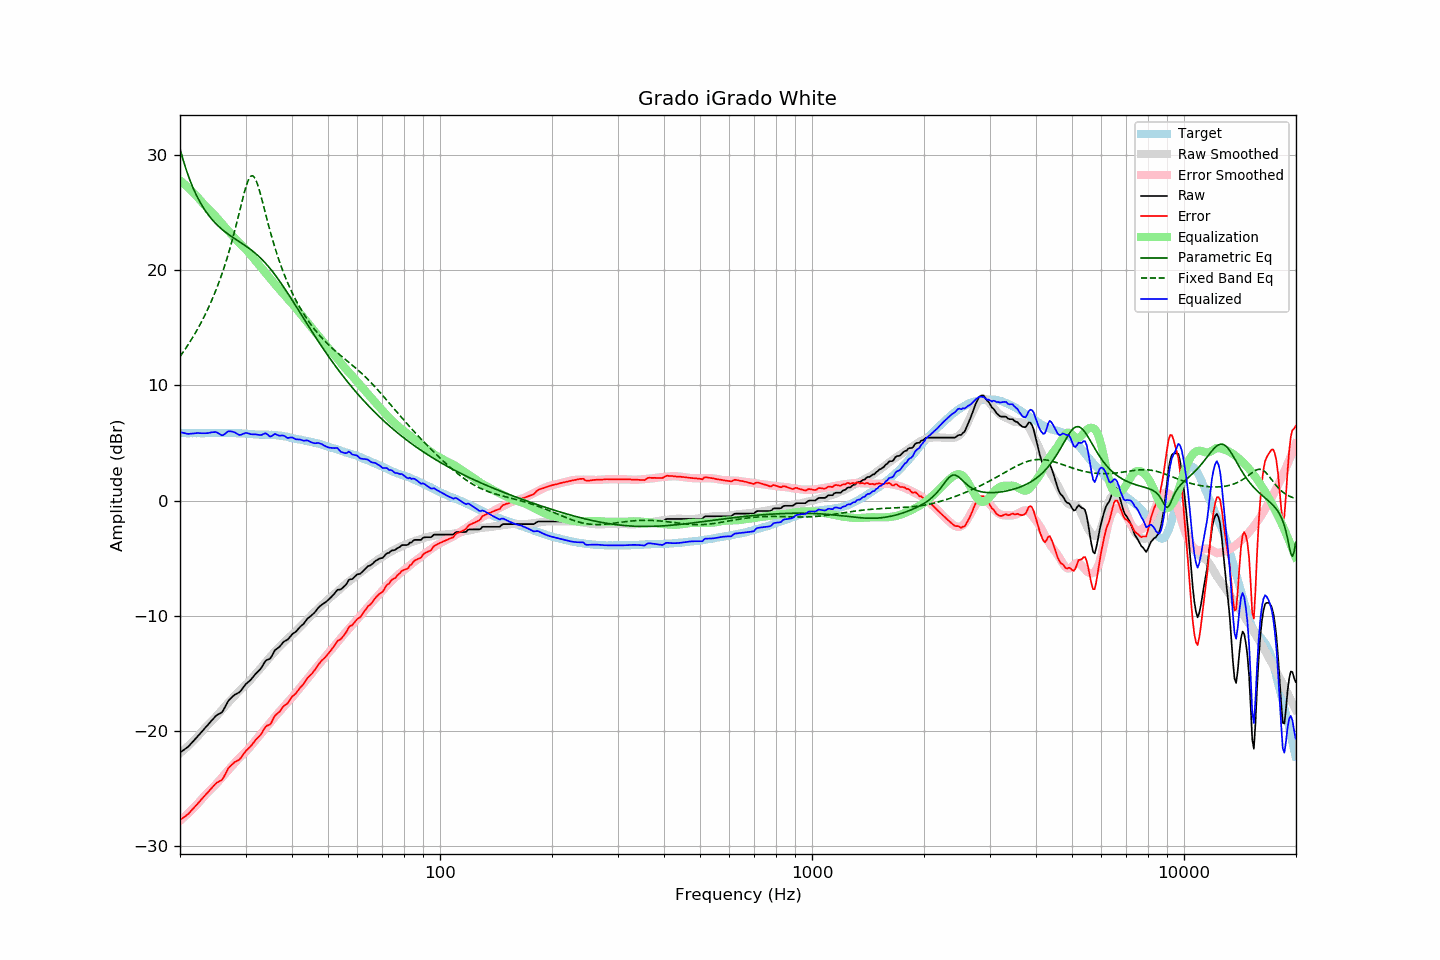 Grado iGrado White
Target
Raw Smoothed
Error Smoothed
Raw
Error
Equalization
Parametric Eq
Fixed Band Eq
Equalized
30
20
10
0
−10
−20
−30
Amplitude (dBr)
100
1000
10000
Frequency (Hz)